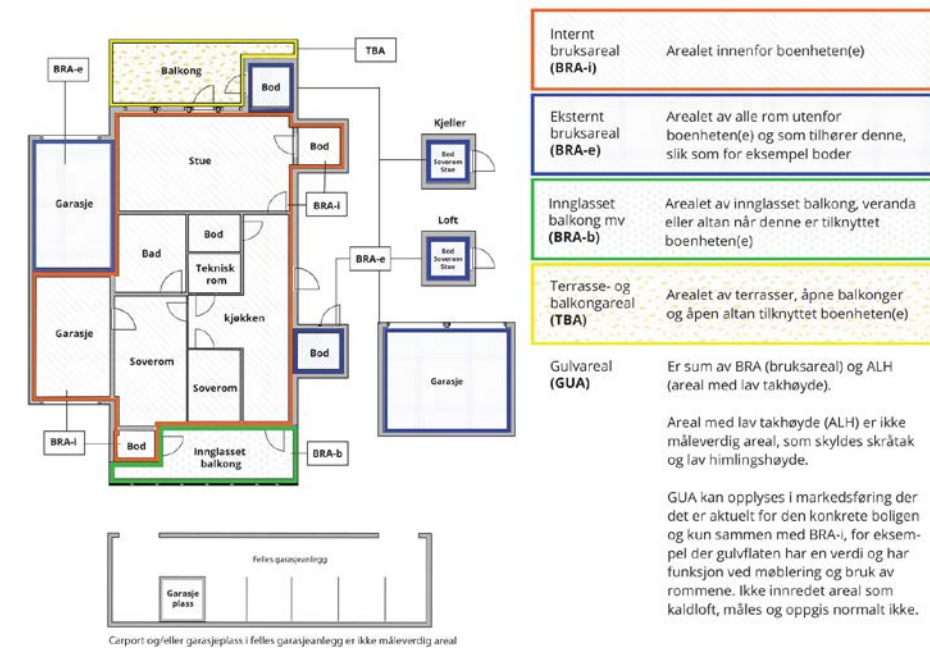 TBA
BRA-e
Balkong
Bod
Kjeller
Bod
Soverom
Stue
Stue
Bod
Garasje
BRA-i
Loft
Bod
Soverom
Stue
Bod
Bad
Teknisk
rom
BRA-e
kjøkken
Garasje
Soverom
Bod
Soverom
Garasje
BRA-i
Bod
Innglasset
balkong
BRA-b
Felles garasjeanlegg
Garasje
plass
Carport og/eller garasjeplass i felles garasjeanlegg er ikke måleverdig areal
Internt
bruksareal
(BRA-i)
Arealet innenfor boenheten(e)
Eksternt
bruksareal
(BRA-e)
Arealet av alle rom utenfor
boenheten(e) og som tilhører denne,
slik som for eksempel boder
Innglasset
balkong mv
(BRA-b)
Arealet av innglasset balkong, veranda
eller altan når denne er tilknyttet
boenheten(e)
Terrasse- og
balkongareal
(TBA)
Arealet av terrasser, åpne balkonger
og åpen altan tilknyttet boenheten(e)
Gulvareal
(GUA)
Er sum av BRA (bruksareal) og ALH
(areal med lav takhøyde).
Areal med lav takhøyde (ALH) er ikke
måleverdig areal, som skyldes skråtak
og lav himlingshøyde.
GUA kan opplyses i markedsføring der
det er aktuelt for den konkrete boligen
og kun sammen med BRA-i, for eksem-
pel der gulvflaten har en verdi og har
funksjon ved møblering og bruk av
rommene. Ikke innredet areal som
kaldloft, måles og oppgis normalt ikke.